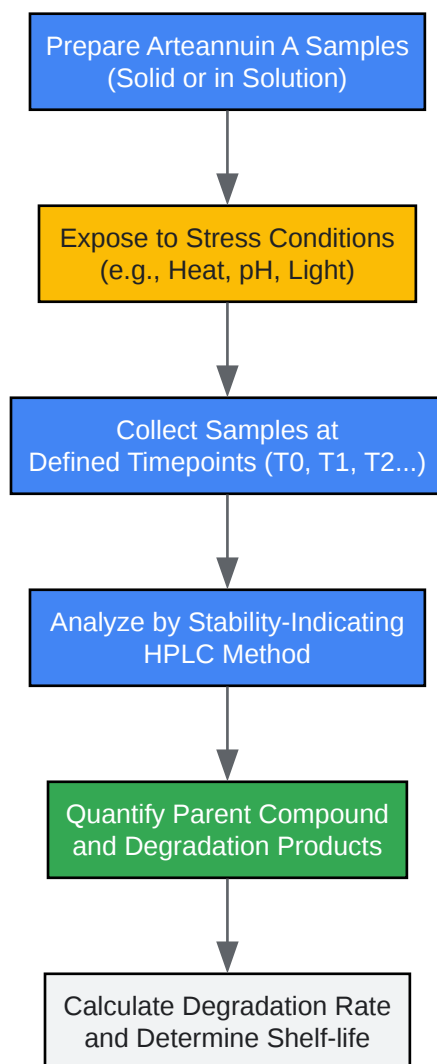 Prepare Arteannuin A Samples
(Solid or in Solution)
Expose to Stress Conditions
(e.g., Heat, pH, Light)
Collect Samples at
Defined Timepoints (T0, T1, T2...)
Analyze by Stability-Indicating
HPLC Method
Quantify Parent Compound
and Degradation Products
Calculate Degradation Rate
and Determine Shelf-life